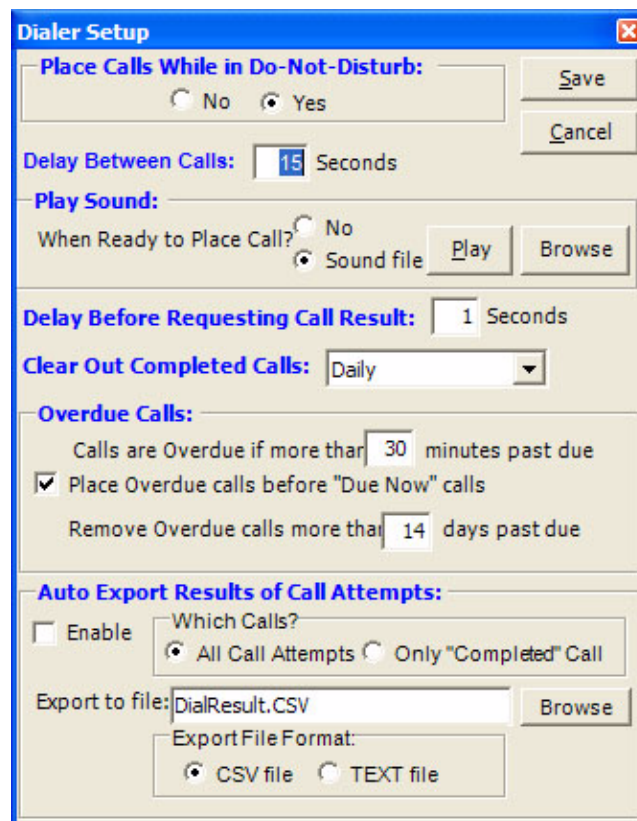 Dialer Setup
Place Calls While in Do-Not-Disturb:
Save
No Yes
Cancel
Delay Between Calls: 15 Seconds
Play Sound:
When Ready to Place Call? No
Sound file Play Browse
Delay Before Requesting Call Result: 1 Seconds
Clear Out Completed Calls: Daily
Overdue Calls:
Calls are Overdue if more than 30 minutes past due
Place Overdue calls before "Due Now" calls
Remove Overdue calls more than 14 days past due
Auto Export Results of Call Attempts:
Which Calls?
Enable
All Call Attempts Only "Completed" Call
Export to file: DialResult.CSV Browse
Export File Format:
CSV file TEXT file